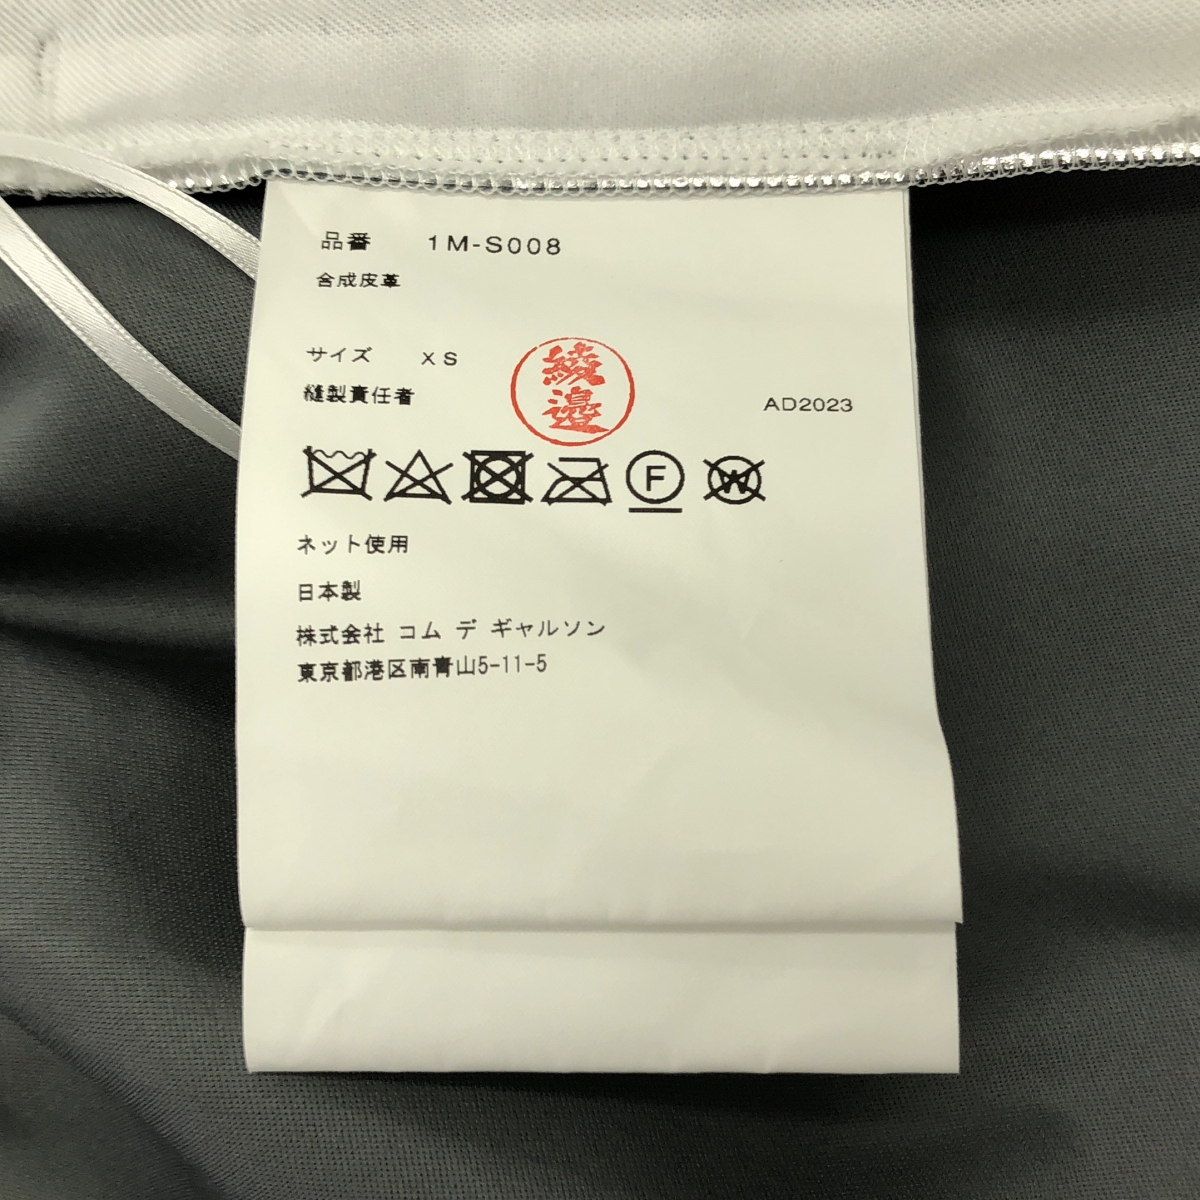 品番 1M-S008
合成皮革
サイズ XS
縫製責任者 綾邉 AD2023
F W
ネット使用
日本製
株式会社 コム デ ギャルソン
東京都港区南青山5-11-5